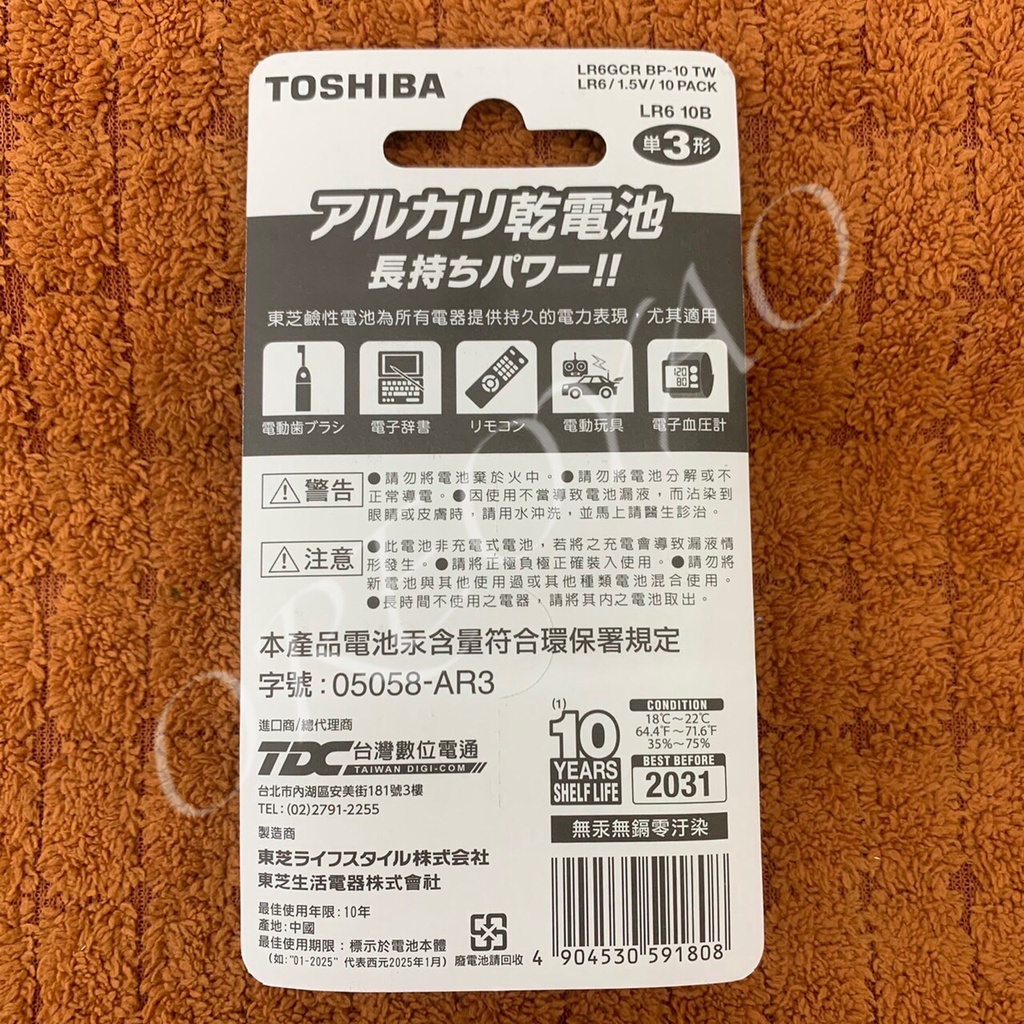 TOSHIBA
LR6GCR BP-10 TW
LR6 / 1.5V / 10 PACK
LR6 10B
単3形
アルカリ乾電池
長持ちパワー!!
東芝鹼性電池為所有電器提供持久的電力表現，尤其適用
電動歯ブラシ
電子辞書
リモコン
電動玩具
電子血圧計
120
80
警告
●請勿將電池棄於火中。●請勿將電池分解或不
正常導電。●因使用不當導致電池漏液，而沾染到
眼睛或皮膚時，請用水沖洗，並馬上請醫生診治。
注意
●此電池非充電式電池，若將之充電會導致漏液情
形發生。●請將正極負極正確裝入使用。●請勿將
新電池與其他使用過或其他種類電池混合使用。
●長時間不使用之電器，請將其內之電池取出。
本產品電池汞含量符合環保署規定
字號：05058-AR3
進口商/總代理商
TDC 台灣數位電通
TAIWAN DIGI-COM
台北市內湖區安美街181號3樓
TEL: (02)2791-2255
製造商
東芝ライフスタイル株式会社
東芝生活電器株式會社
最佳使用年限：10年
產地：中國
最佳使用期限：標示於電池本體
(如："01-2025" 代表西元2025年1月)
廢電池請回收
(1)
10
YEARS
SHELF LIFE
CONDITION
18℃～22℃
64.4℉～71.6℉
35%～75%
BEST BEFORE
2031
無汞無鎘零汙染
4 904530 591808